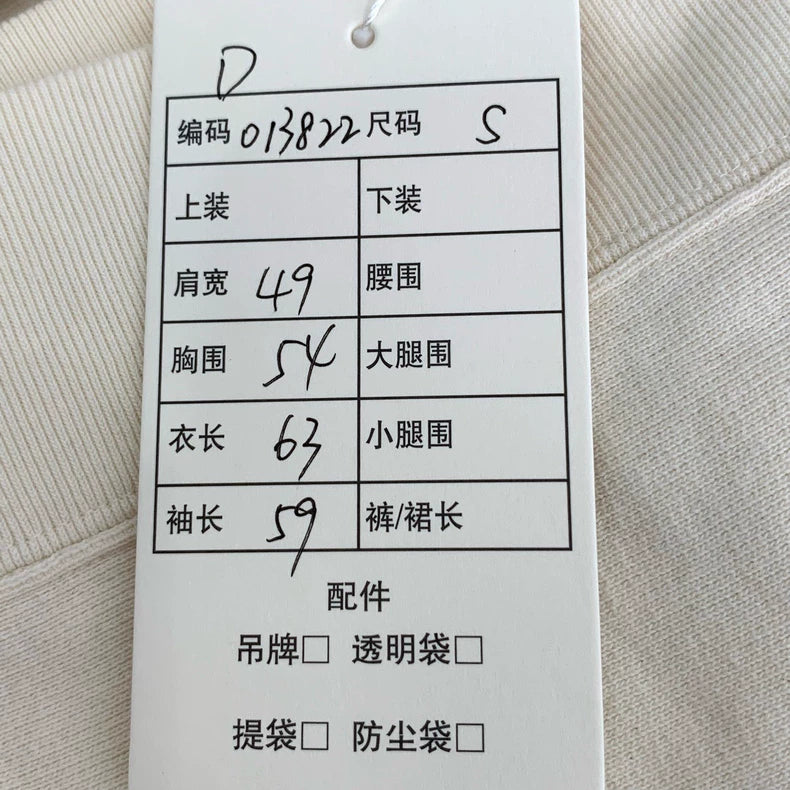 D
编码 013822 尺码 S
上装 下装
肩宽 49 腰围
胸围 54 大腿围
衣长 63 小腿围
袖长 59 裤/裙长
配件
吊牌□ 透明袋□
提袋□ 防尘袋□